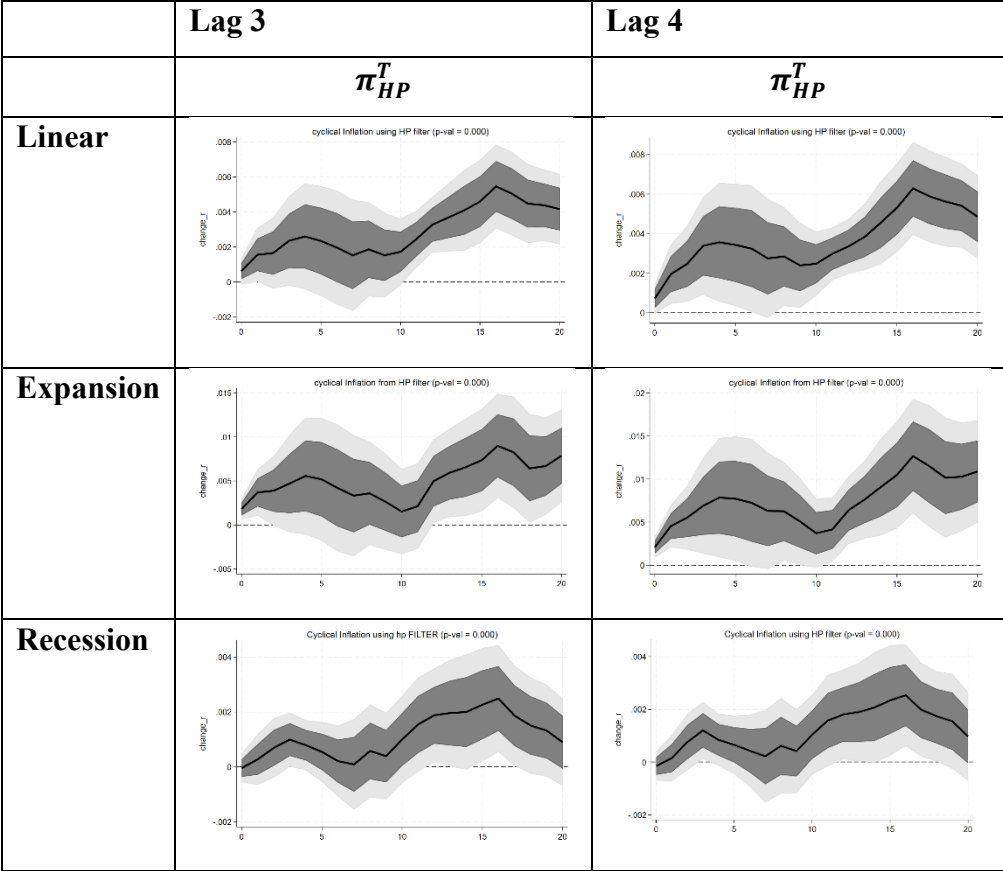 Lag 3
Lag 4
π^T_HP
π^T_HP
Linear
cyclical Inflation using HP filter (p-val = 0.000)
.008
.006
.004
.002
0
-.002
change_r
0 5 10 15 20
cyclical Inflation using HP filter (p-val = 0.000)
.008
.006
.004
.002
0
change_r
0 5 10 15 20
Expansion
cyclical Inflation from HP filter (p-val = 0.000)
.015
.01
.005
0
-.005
change_r
0 5 10 15 20
cyclical Inflation from HP filter (p-val = 0.000)
.02
.015
.01
.005
0
change_r
0 5 10 15 20
Recession
Cyclical Inflation using hp FILTER (p-val = 0.000)
.004
.002
0
-.002
change_r
0 5 10 15 20
Cyclical Inflation using HP filter (p-val = 0.000)
.004
.002
0
-.002
change_r
0 5 10 15 20